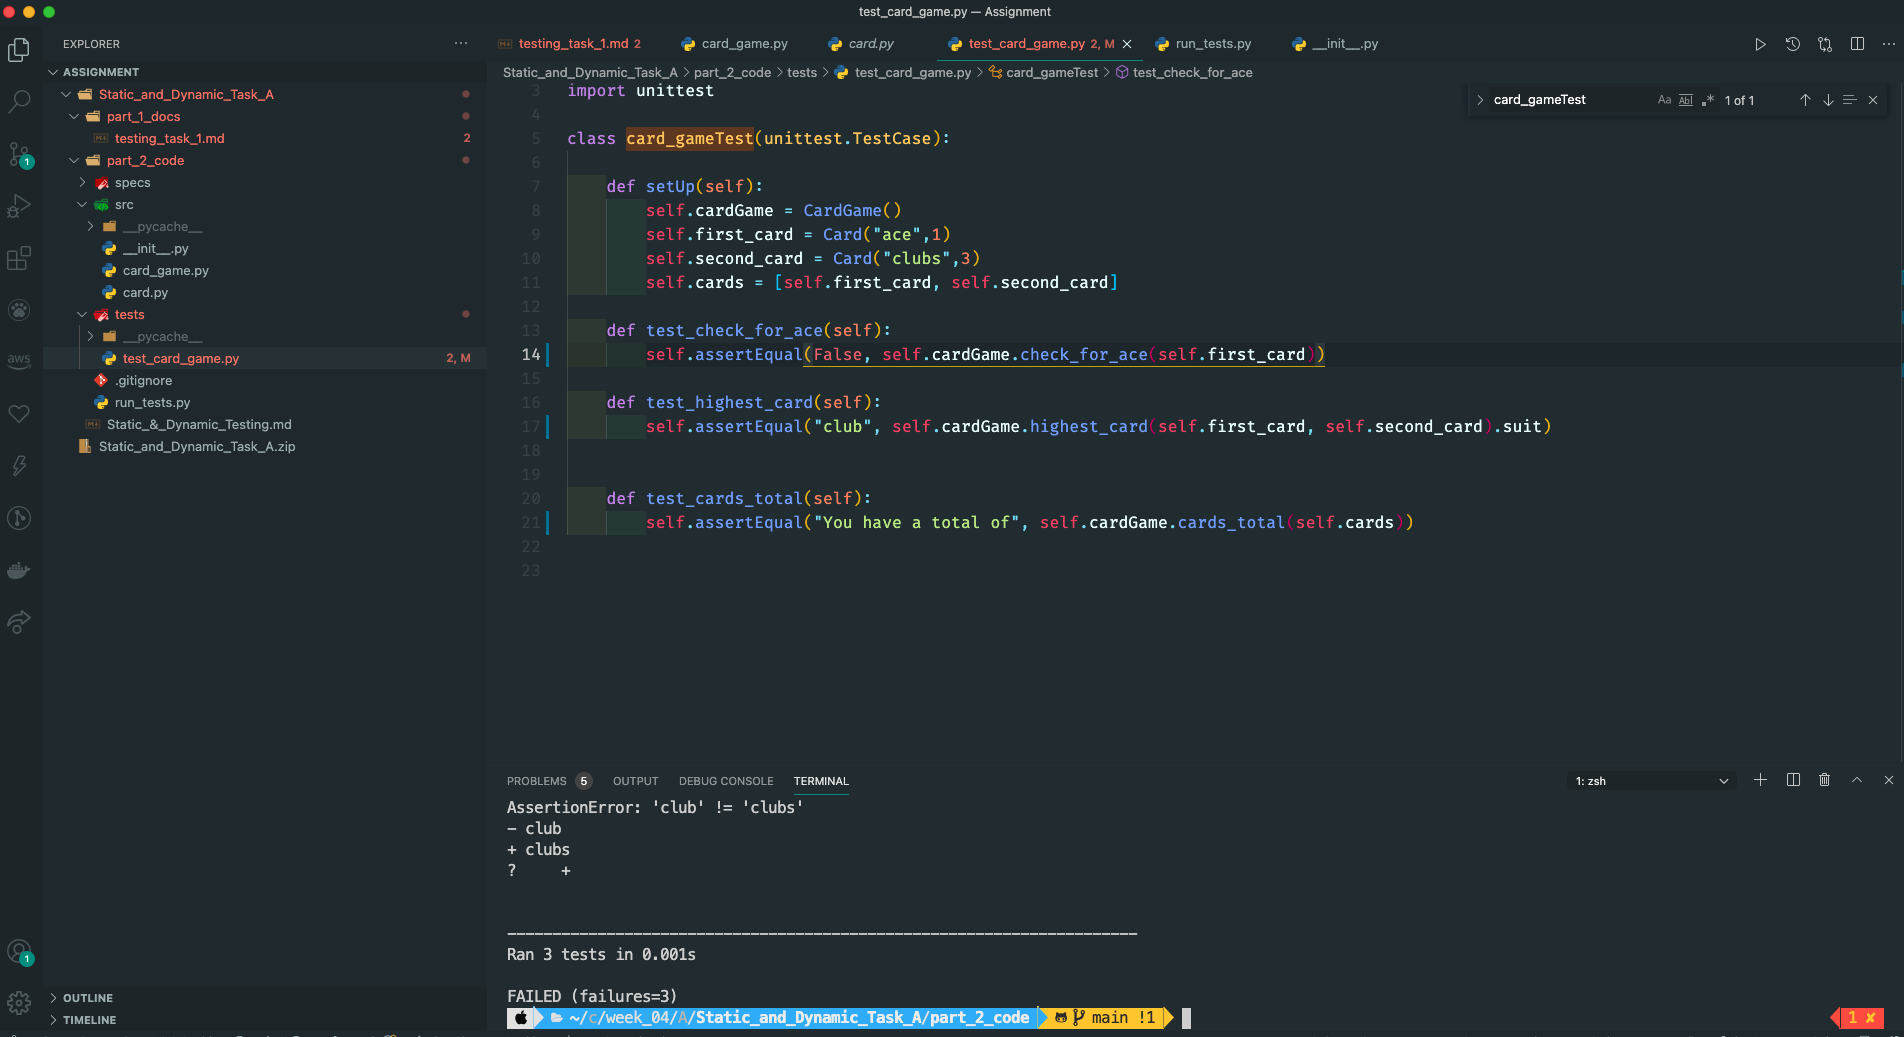 test_card_game.py — Assignment
EXPLORER
ASSIGNMENT
Static_and_Dynamic_Task_A
part_1_docs
testing_task_1.md 2
part_2_code
specs
src
__pycache__
__init__.py
card_game.py
card.py
tests
__pycache__
test_card_game.py 2, M
.gitignore
run_tests.py
Static_&_Dynamic_Testing.md
Static_and_Dynamic_Task_A.zip
OUTLINE
TIMELINE
1
aws
1
testing_task_1.md 2 card_game.py card.py test_card_game.py 2, M run_tests.py __init__.py
Static_and_Dynamic_Task_A > part_2_code > tests > test_card_game.py > card_gameTest > test_check_for_ace
card_gameTest Aa Abl .* 1 of 1
3 import unittest
4
5 class card_gameTest(unittest.TestCase):
6
7 def setUp(self):
8 self.cardGame = CardGame()
9 self.first_card = Card("ace",1)
10 self.second_card = Card("clubs",3)
11 self.cards = [self.first_card, self.second_card]
12
13 def test_check_for_ace(self):
14 self.assertEqual(False, self.cardGame.check_for_ace(self.first_card))
15
16 def test_highest_card(self):
17 self.assertEqual("club", self.cardGame.highest_card(self.first_card, self.second_card).suit)
18
19
20 def test_cards_total(self):
21 self.assertEqual("You have a total of", self.cardGame.cards_total(self.cards))
22
23
PROBLEMS 5 OUTPUT DEBUG CONSOLE TERMINAL 1: zsh
AssertionError: 'club' != 'clubs'
- club
+ clubs
? +
----------------------------------------------------------------------
Ran 3 tests in 0.001s
FAILED (failures=3)
~/c/week_04/A/Static_and_Dynamic_Task_A/part_2_code main !1 1 ✘